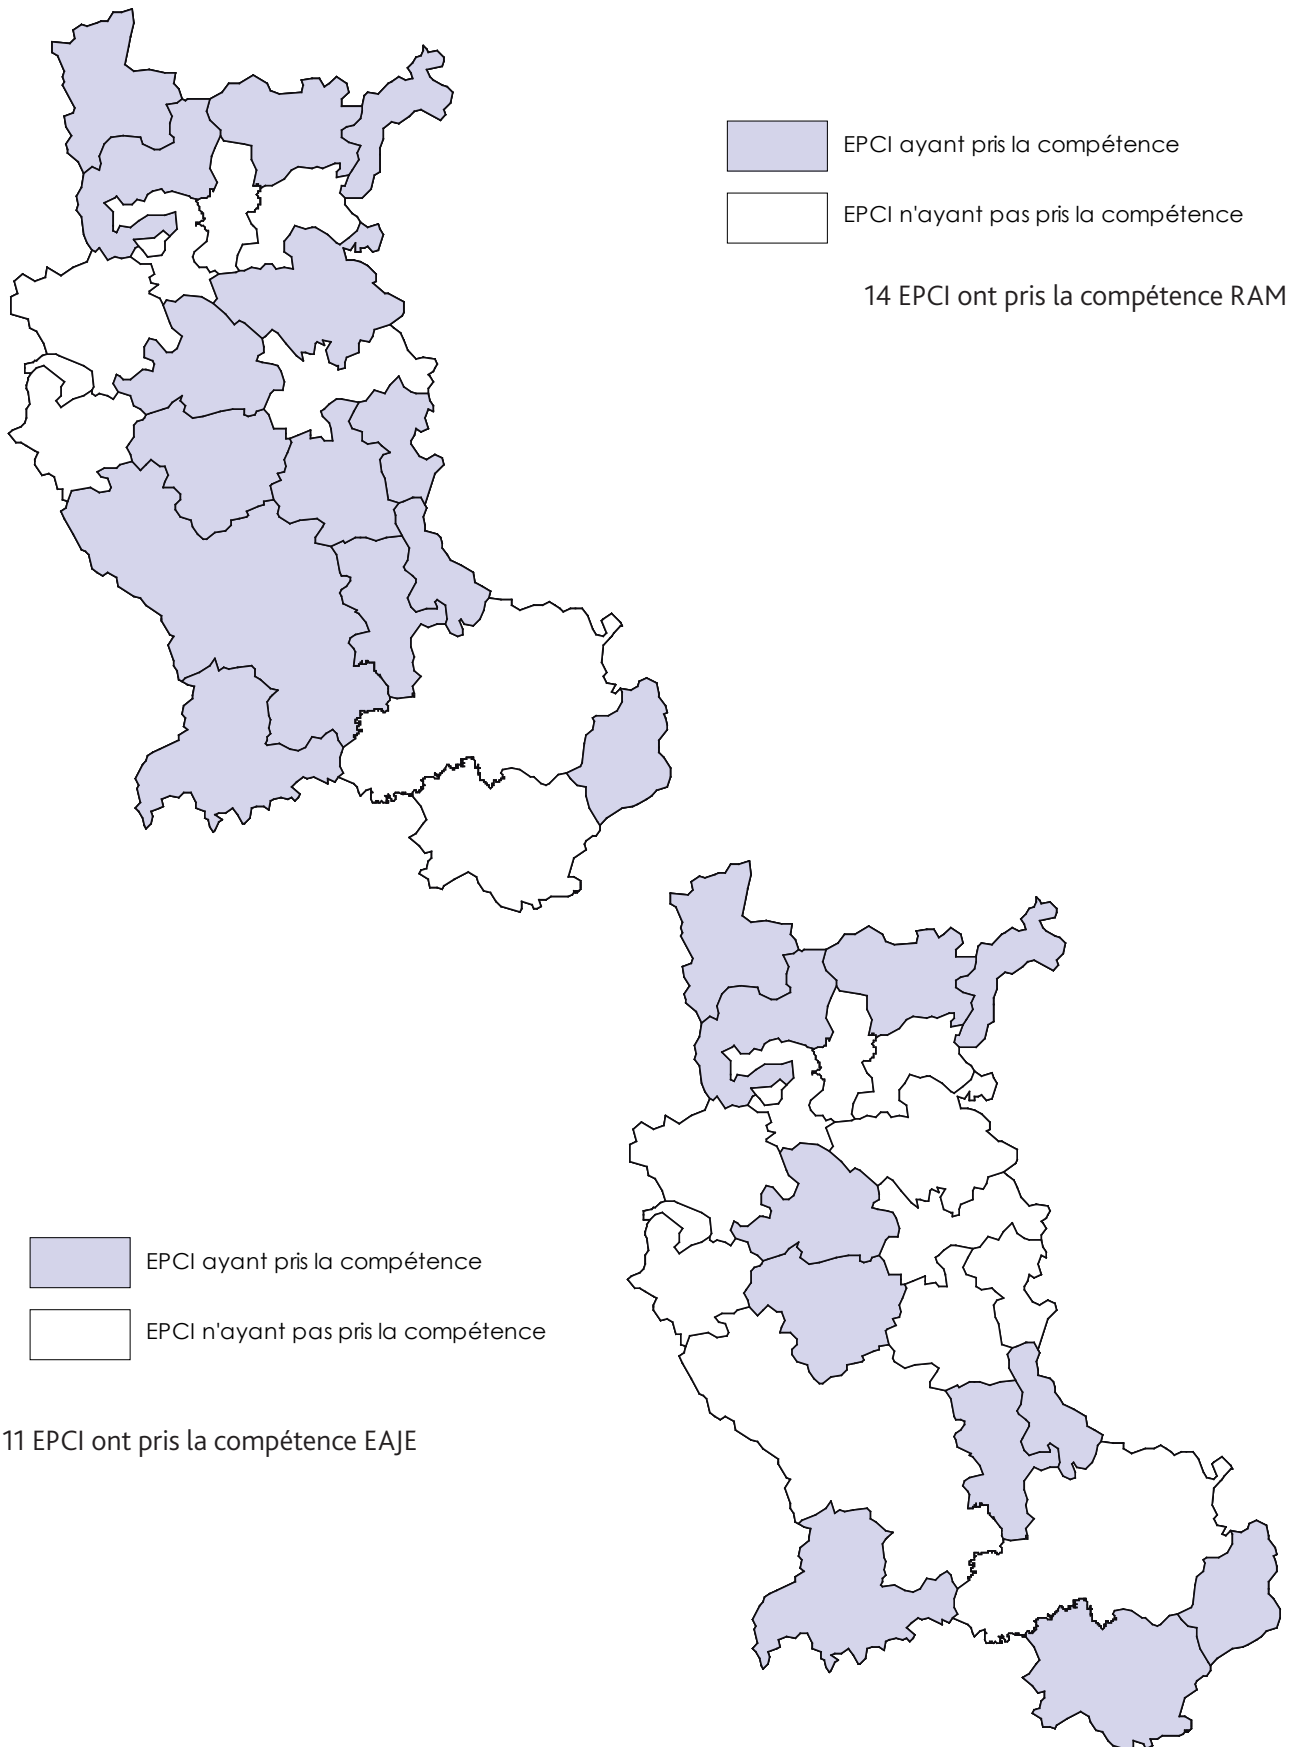 EPCI ayant pris la compétence
EPCI n'ayant pas pris la compétence
14 EPCI ont pris la compétence RAM
EPCI ayant pris la compétence
EPCI n'ayant pas pris la compétence
11 EPCI ont pris la compétence EAJE